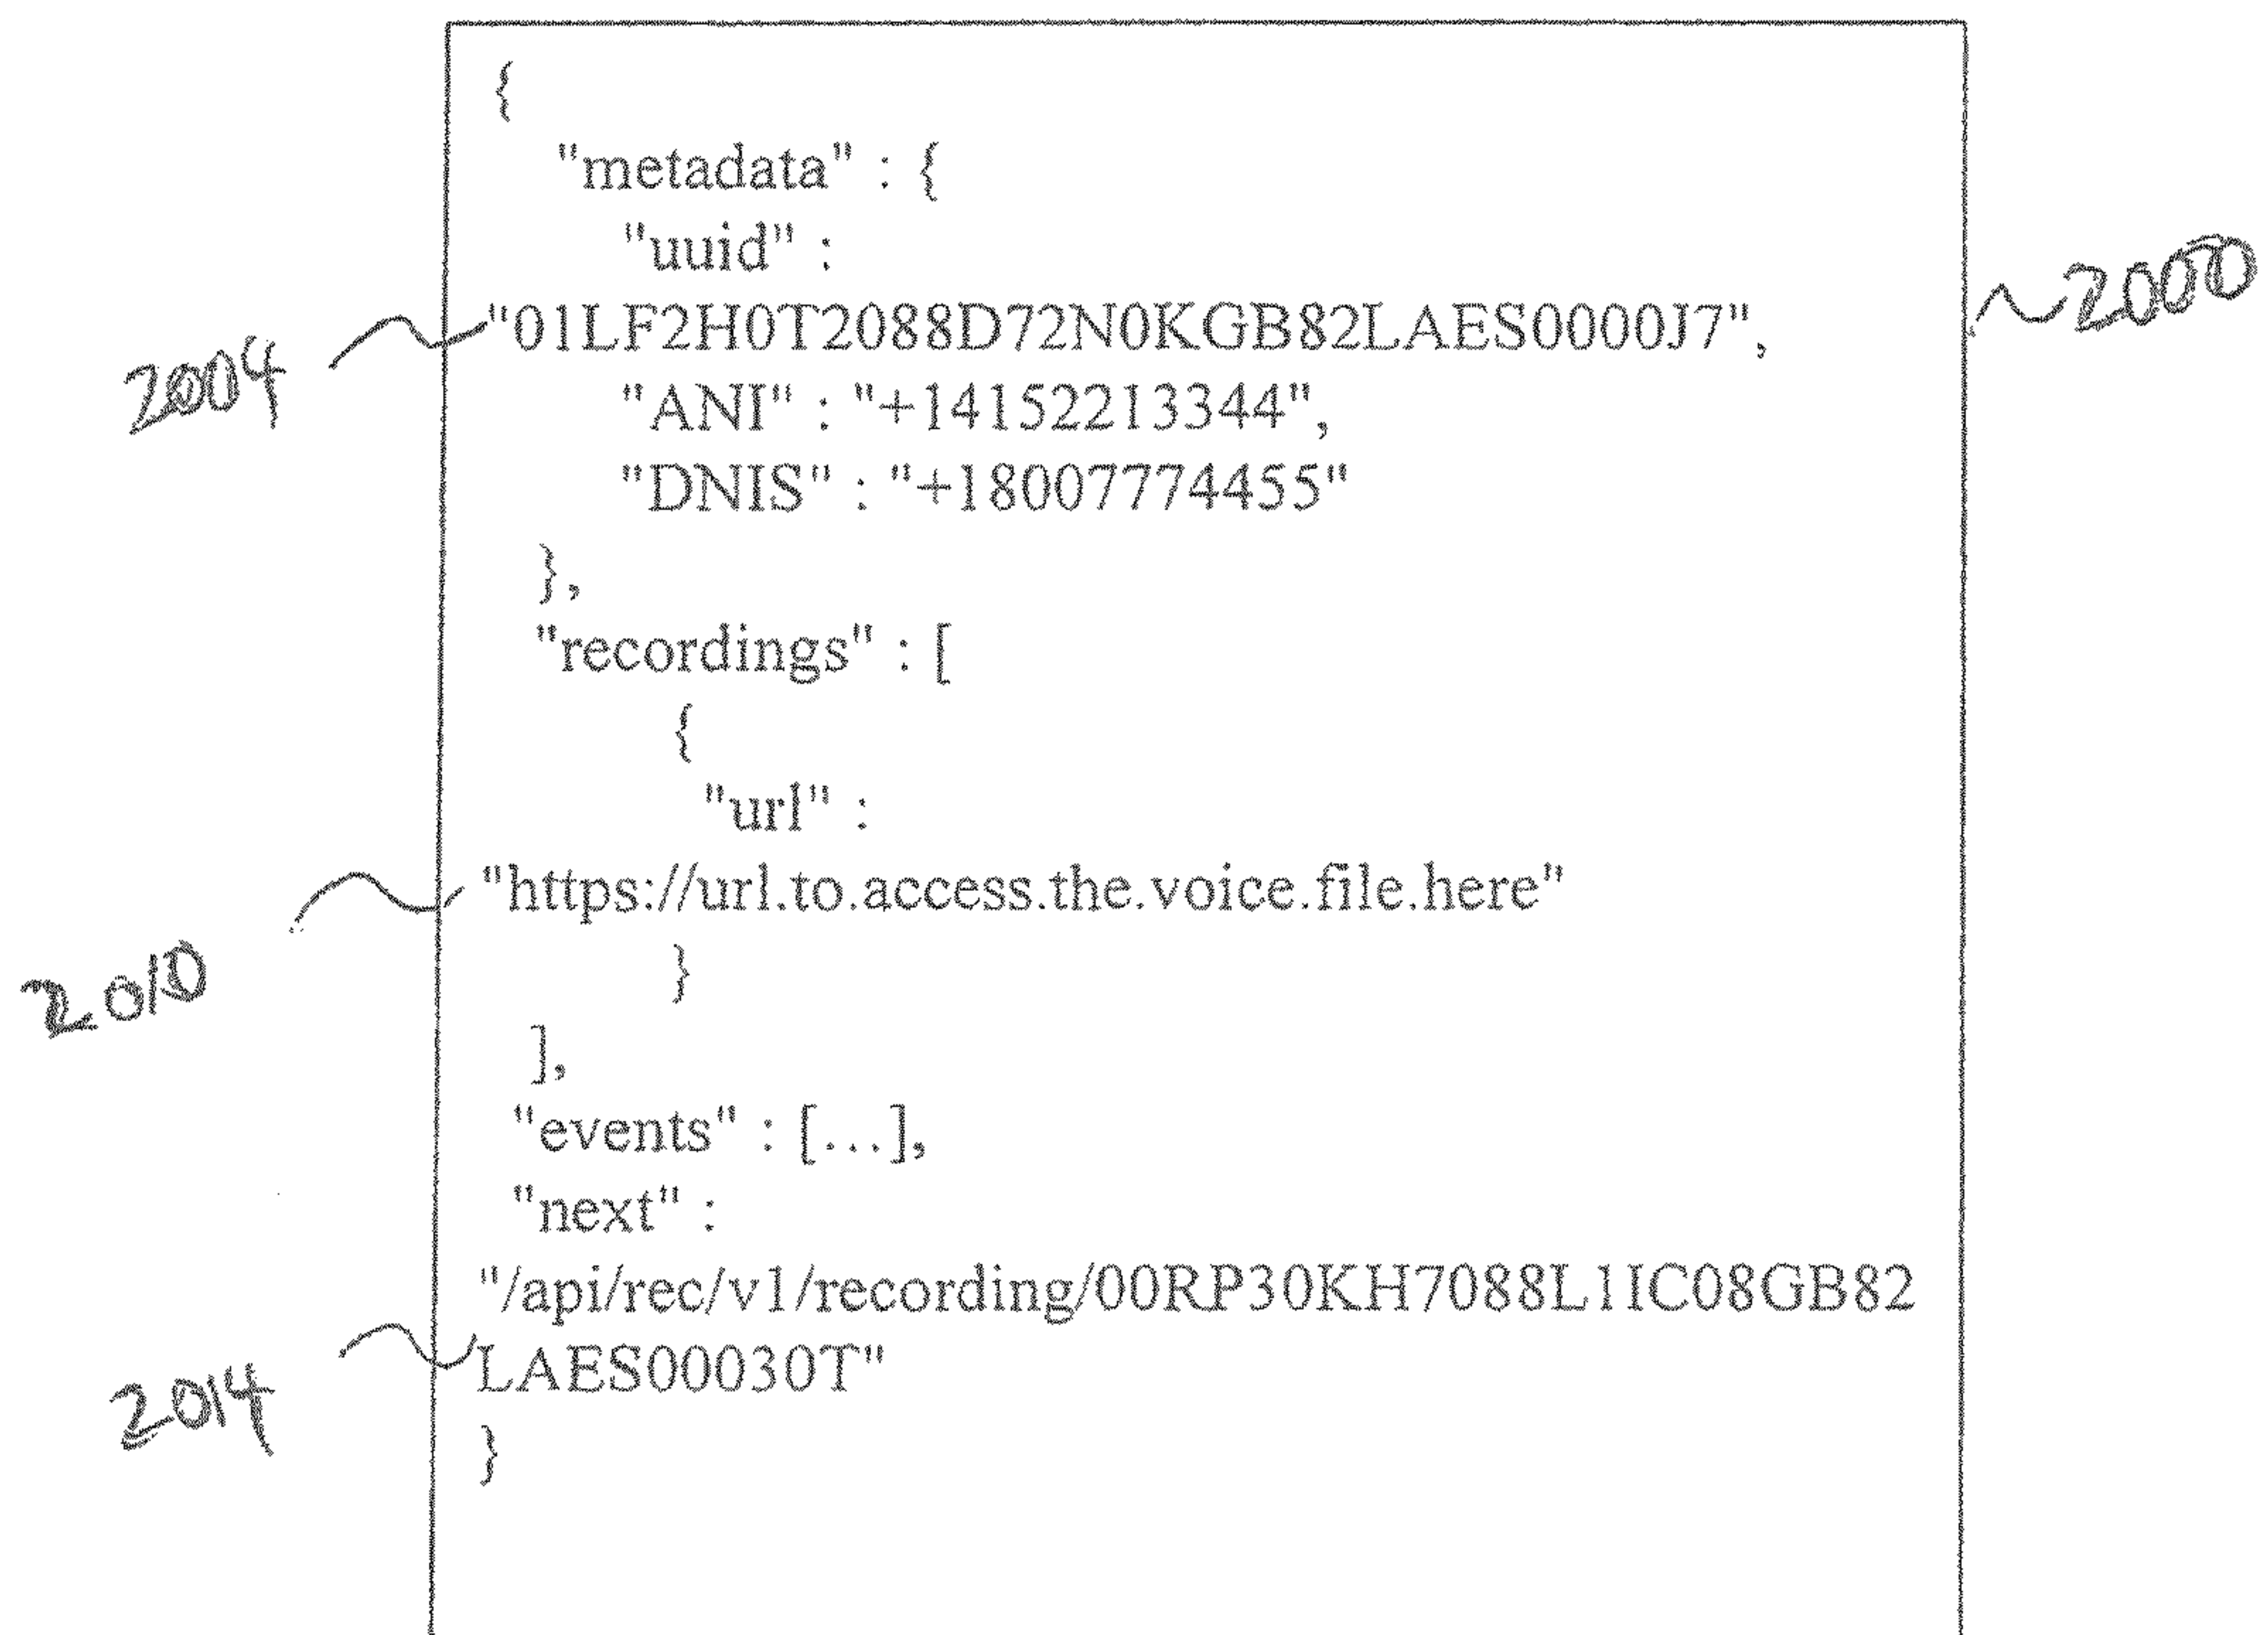 {
"metadata" : {
"uuid" :
"01LF2H0T2088D72N0KGB82LAES0000J7",
2000
2004
"ANI" : "+14152213344",
"DNIS" : "+18007774455"
},
"recordings" : [
{
"url" :
"https://url.to.access.the.voice.file.here"
2010
}
],
"events" : [...],
"next" :
"/api/rec/v1/recording/00RP30KH7088L1IC08GB82
LAES00030T"
2014
}